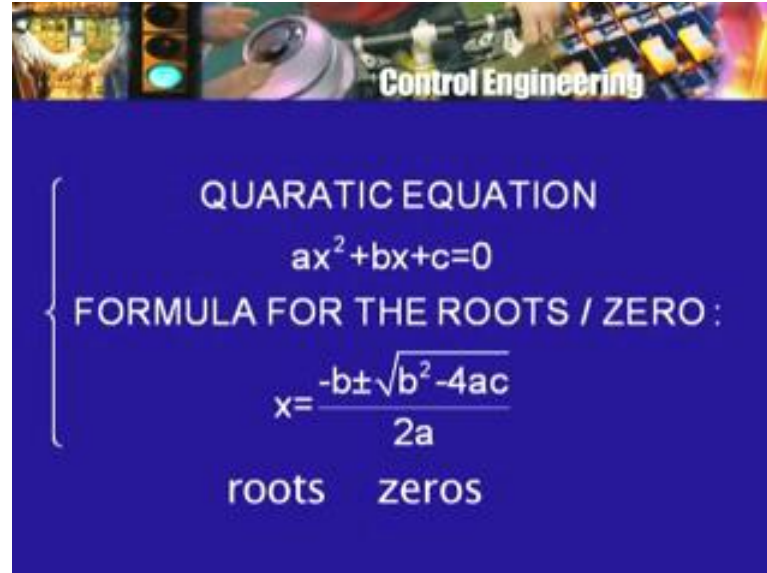 Control Engineering
QUARATIC EQUATION
ax²+bx+c=0
FORMULA FOR THE ROOTS / ZERO :
x=-b±√b²-4ac
2a
roots zeros